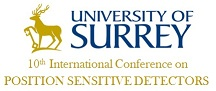 UNIVERSITY OF
SURREY
10th International Conference on
POSITION SENSITIVE DETECTORS